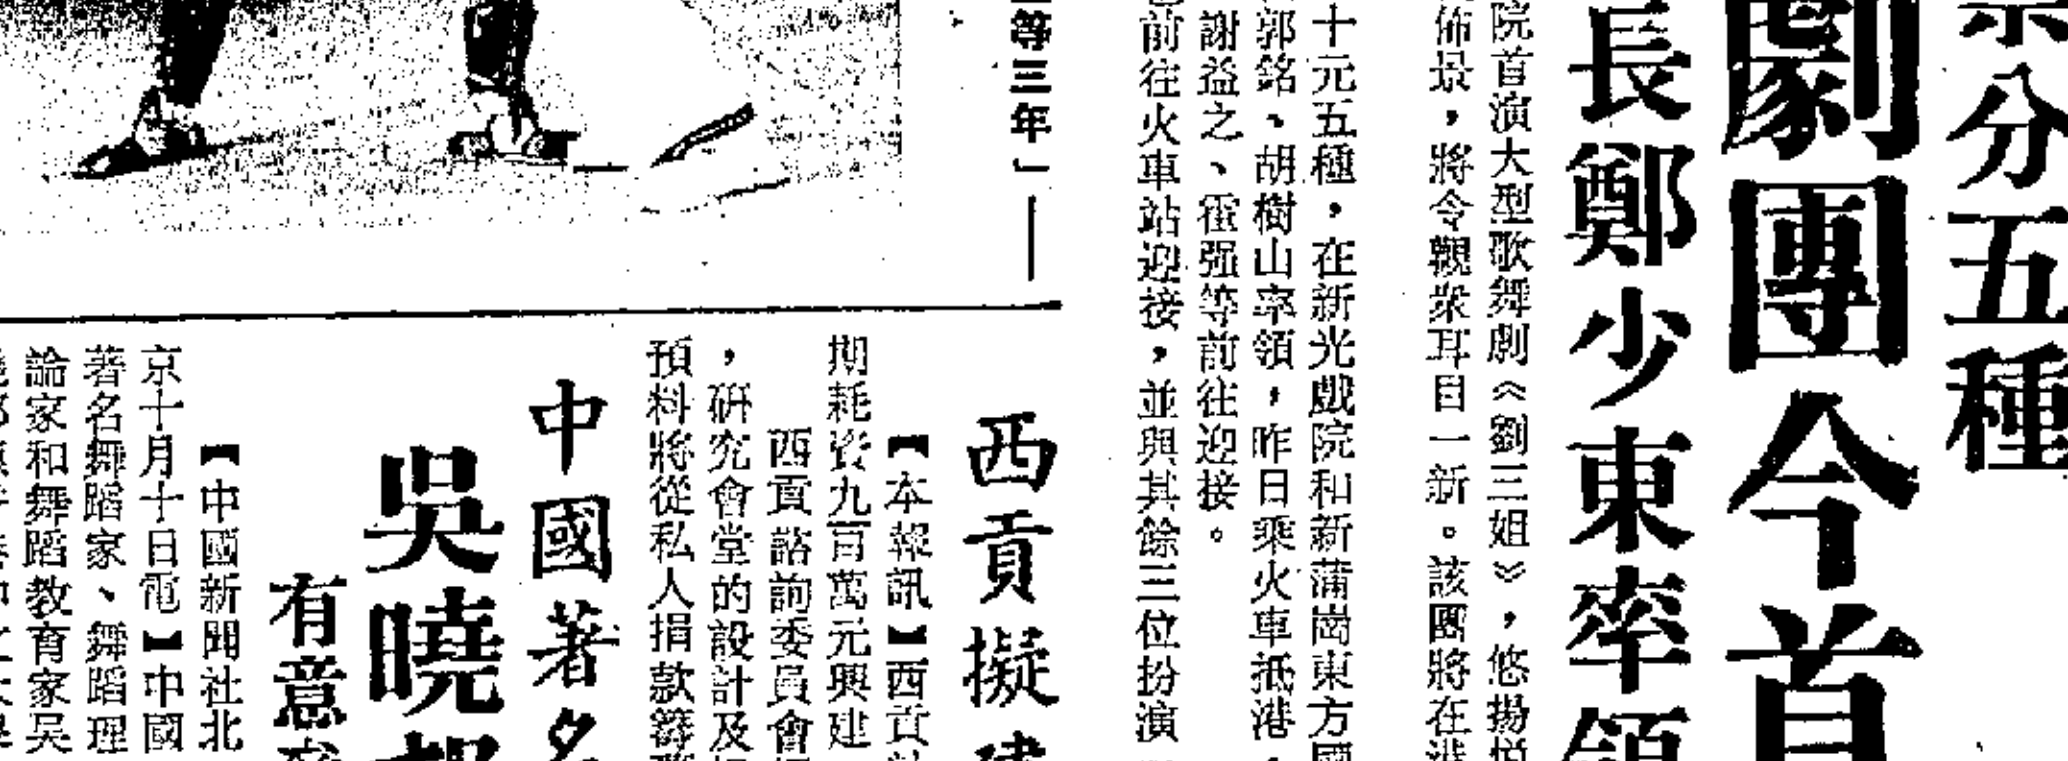 分五種
劇團今首
長鄭少東率領
院首演大型歌舞劇《劉三姐》，悠揚悅
佈景，將令觀衆耳目一新。該團將在港
十元五種，在新光戲院和新蒲崗東方國
郭銘、胡樹山率領，昨日乘火車抵港，
謝益之、霍强等前往迎接。
前往火車站迎接，並與其餘三位扮演
等三年」——
西貢擬建
【本報訊】西貢
期耗資九百萬元興建
西貢諮詢委員會
，研究會堂的設計及
預料將從私人捐款籌
中國著名
吳曉
有意
【中國新聞社北
京十月十日電】中國
著名舞蹈家、舞蹈理
論家和舞蹈教育家吴